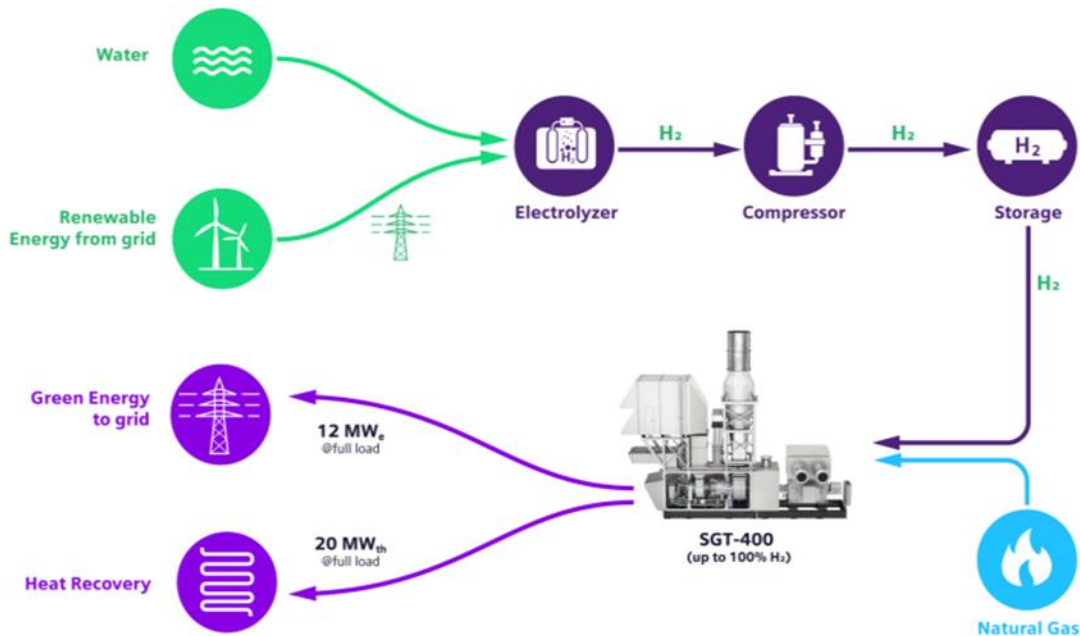 Water
Renewable
Energy from grid
H₂
Electrolyzer
H₂
Compressor
H₂
H₂
Storage
H₂
Green Energy
to grid
12 MWₑ
@full load
20 MWₜₕ
@full load
Heat Recovery
SGT-400
(up to 100% H₂)
Natural Gas